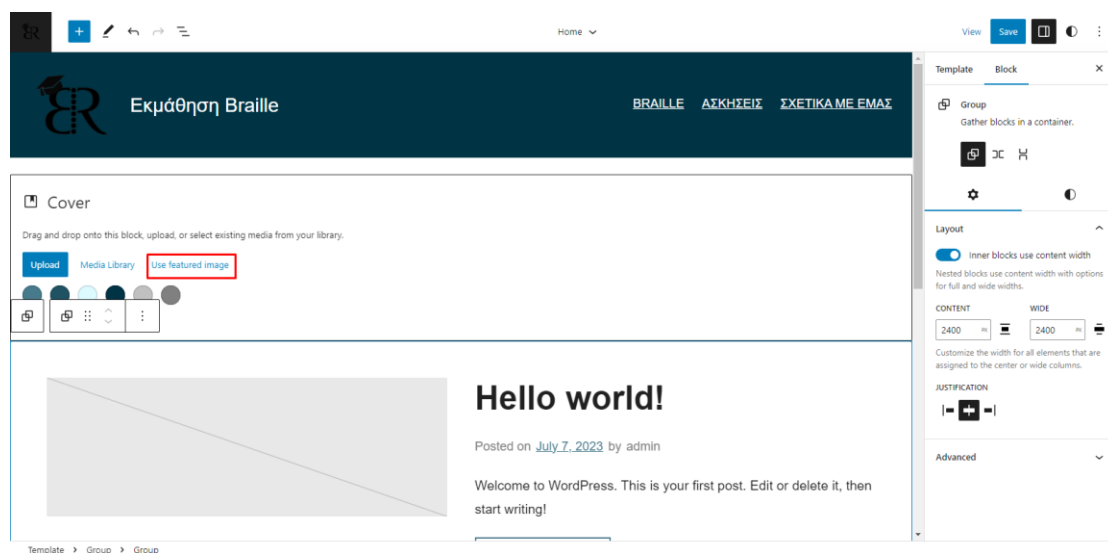 Home
View Save
Εκμάθηση Braille
BRAILLE ΑΣΚΗΣΕΙΣ ΣΧΕΤΙΚΑ ΜΕ ΕΜΑΣ
Cover
Drag and drop onto this block, upload, or select existing media from your library.
Upload Media Library Use featured image
Hello world!
Posted on July 7, 2023 by admin
Welcome to WordPress. This is your first post. Edit or delete it, then
start writing!
Template Block
Group
Gather blocks in a container.
Layout
Inner blocks use content width
Nested blocks use content width with options
for full and wide widths.
CONTENT WIDE
2400 2400
Customize the width for all elements that are
assigned to the center or wide columns.
JUSTIFICATION
Advanced
Template > Group > Group